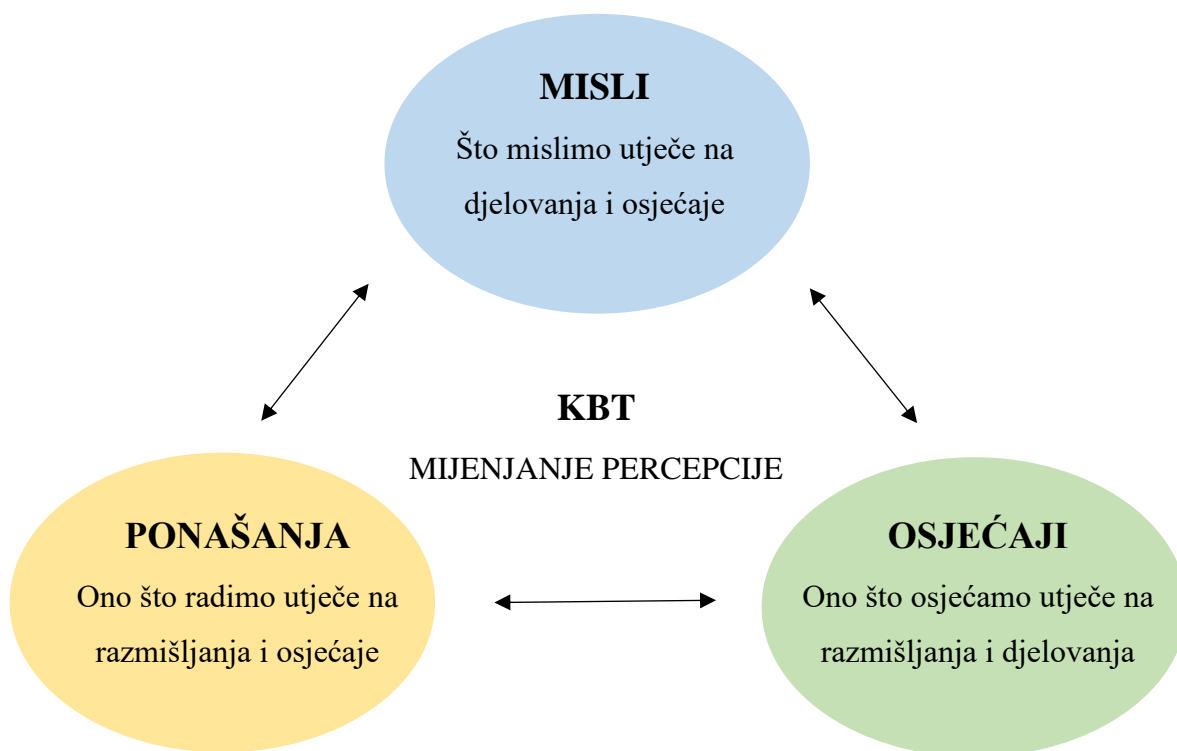 MISLI
Što mislimo utječe na
djelovanja i osjećaje
KBT
MIJENJANJE PERCEPCIJE
PONAŠANJA
Ono što radimo utječe na
razmišljanja i osjećaje
OSJEĆAJI
Ono što osjećamo utječe na
razmišljanja i djelovanja